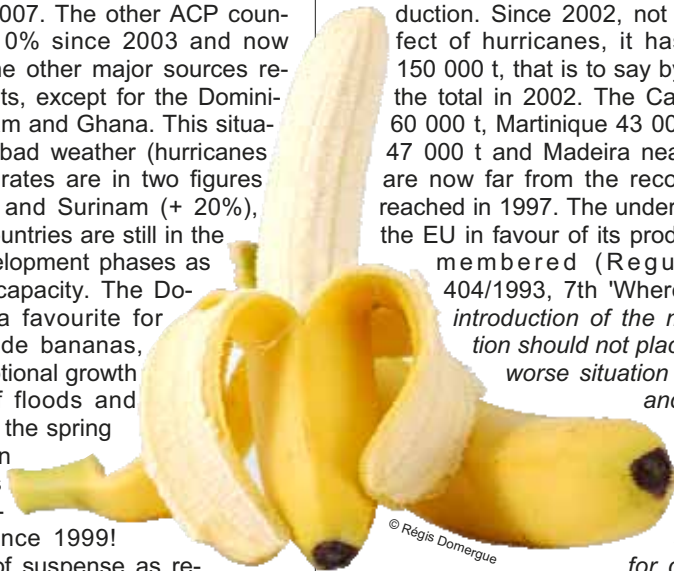 007. The other ACP coun-
0% since 2003 and now
ne other major sources re-
ts, except for the Domini-
m and Ghana. This situa-
bad weather (hurricanes
rates are in two figures
and Surinam (+ 20%),
ountries are still in the
elopment phases as
capacity. The Do-
a favourite for
de bananas,
tional growth
f floods and
the spring
n
s
-
nce 1999!
of suspense as re-
duction. Since 2002, not
fect of hurricanes, it has
150 000 t, that is to say by
the total in 2002. The Ca
60 000 t, Martinique 43 00
47 000 t and Madeira nea
are now far from the reco
reached in 1997. The under
the EU in favour of its prod
membered (Regu
404/1993, 7th 'Where
introduction of the n
tion should not plac
worse situation
and
for c
© Régis Domergue